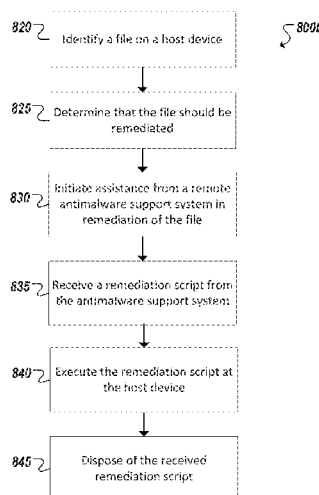 820
Identify a file on a host device
800b
825
Determine that the file should be
remediated
830
Initiate assistance from a remote
antimalware support system in
remediation of the file
835
Receive a remediation script from
the antimalware support system
840
Execute the remediation script at
the host device
845
Dispose of the received
remediation script